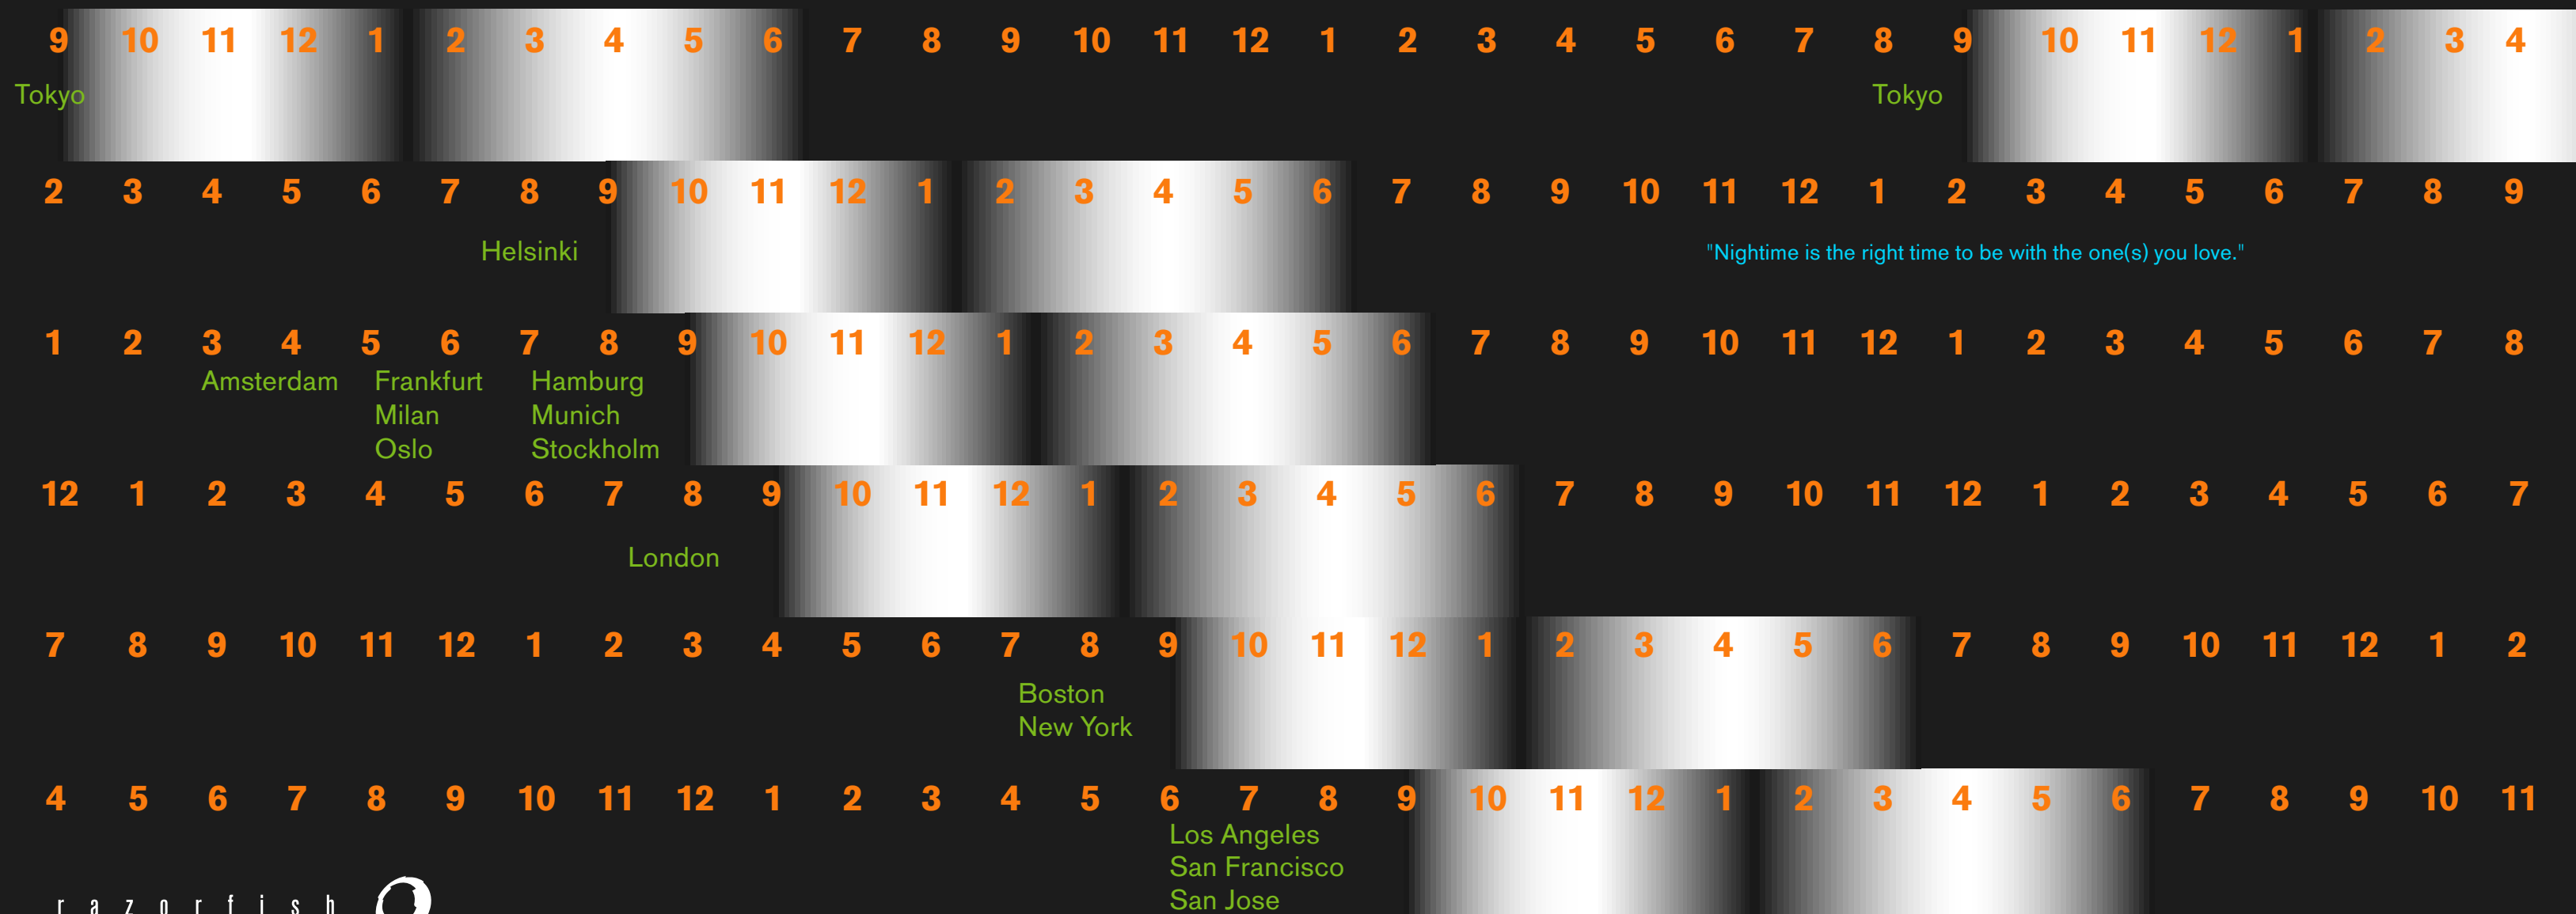 9 10 11 12 1 2 3 4 5 6 7 8 9 10 11 12 1 2 3 4 5 6 7 8 9 10 11 12 1 2 3 4
Tokyo Tokyo
2 3 4 5 6 7 8 9 10 11 12 1 2 3 4 5 6 7 8 9 10 11 12 1 2 3 4 5 6 7 8 9
Helsinki "Nightime is the right time to be with the one(s) you love."
1 2 3 4 5 6 7 8 9 10 11 12 1 2 3 4 5 6 7 8 9 10 11 12 1 2 3 4 5 6 7 8
Amsterdam Frankfurt Hamburg
Milan Munich
Oslo Stockholm
12 1 2 3 4 5 6 7 8 9 10 11 12 1 2 3 4 5 6 7 8 9 10 11 12 1 2 3 4 5 6 7
London
7 8 9 10 11 12 1 2 3 4 5 6 7 8 9 10 11 12 1 2 3 4 5 6 7 8 9 10 11 12 1 2
Boston
New York
4 5 6 7 8 9 10 11 12 1 2 3 4 5 6 7 8 9 10 11 12 1 2 3 4 5 6 7 8 9 10 11
Los Angeles
San Francisco
San Jose
razorfish